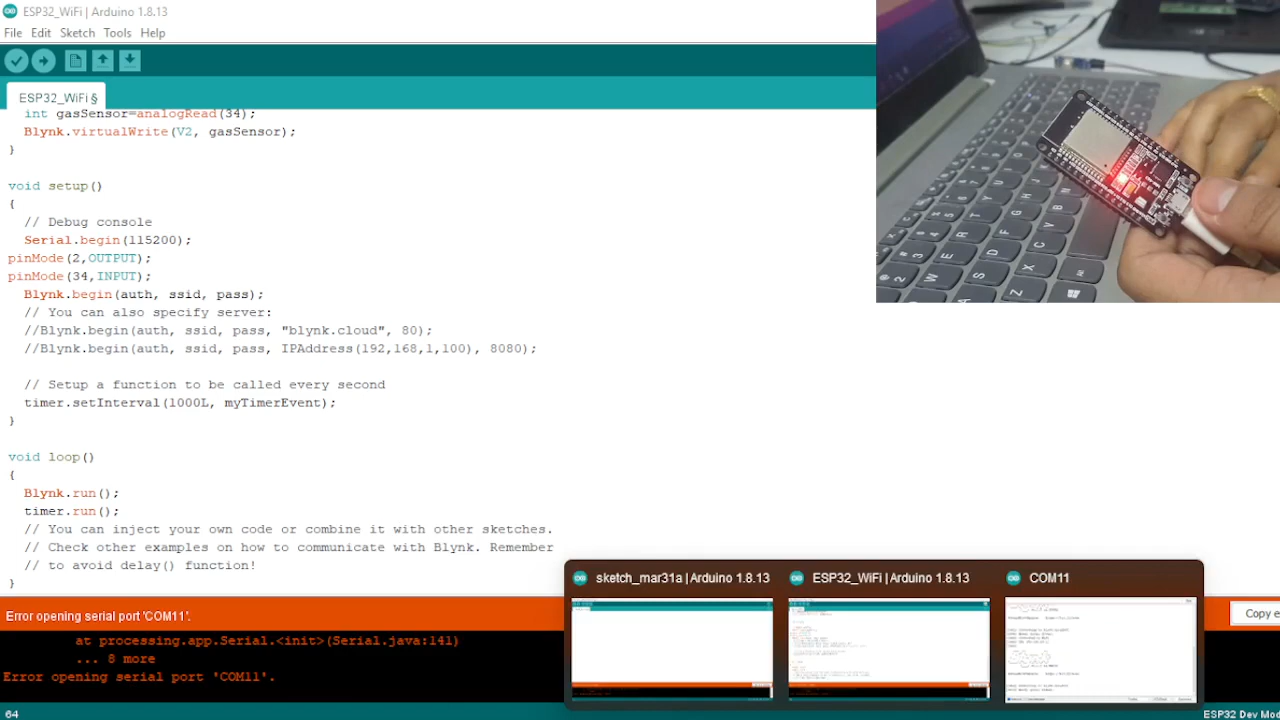 ESP32_WiFi | Arduino 1.8.13
File Edit Sketch Tools Help
ESP32_WiFi §
int gasSensor=analogRead(34);
Blynk.virtualWrite(V2, gasSensor);
}
void setup()
{
// Debug console
Serial.begin(115200);
pinMode(2,OUTPUT);
pinMode(34,INPUT);
Blynk.begin(auth, ssid, pass);
// You can also specify server:
//Blynk.begin(auth, ssid, pass, "blynk.cloud", 80);
//Blynk.begin(auth, ssid, pass, IPAddress(192,168,1,100), 8080);
// Setup a function to be called every second
timer.setInterval(1000L, myTimerEvent);
}
void loop()
{
Blynk.run();
timer.run();
// You can inject your own code or combine it with other sketches.
// Check other examples on how to communicate with Blynk. Remember
// to avoid delay() function!
}
sketch_mar31a | Arduino 1.8.13 ESP32_WiFi | Arduino 1.8.13 COM11
Error opening serial port 'COM11'.
Copy e
at processing.app.Serial.<init>(Serial.java:141)
... 8 more
Error opening serial port 'COM11'.
64
ESP32 Dev Mod